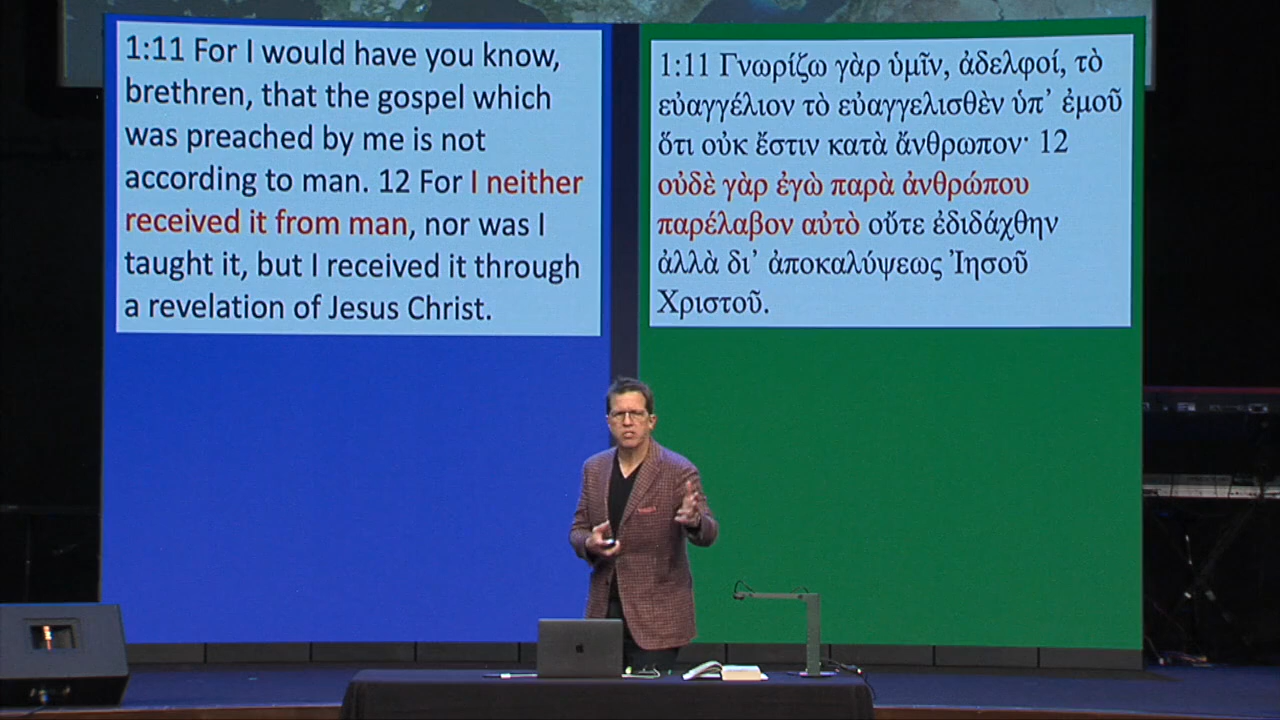 1:11 For I would have you know,
brethren, that the gospel which
was preached by me is not
according to man. 12 For I neither
received it from man, nor was I
taught it, but I received it through
a revelation of Jesus Christ.
1:11 Γνωρίζω γὰρ ὑμῖν, ἀδελφοί, τὸ
εὐαγγέλιον τὸ εὐαγγελισθὲν ὑπ᾽ ἐμοῦ
ὅτι οὐκ ἔστιν κατὰ ἄνθρωπον· 12
οὐδὲ γὰρ ἐγὼ παρὰ ἀνθρώπου
παρέλαβον αὐτὸ οὔτε ἐδιδάχθην
ἀλλὰ δι᾽ ἀποκαλύψεως Ἰησοῦ
Χριστοῦ.